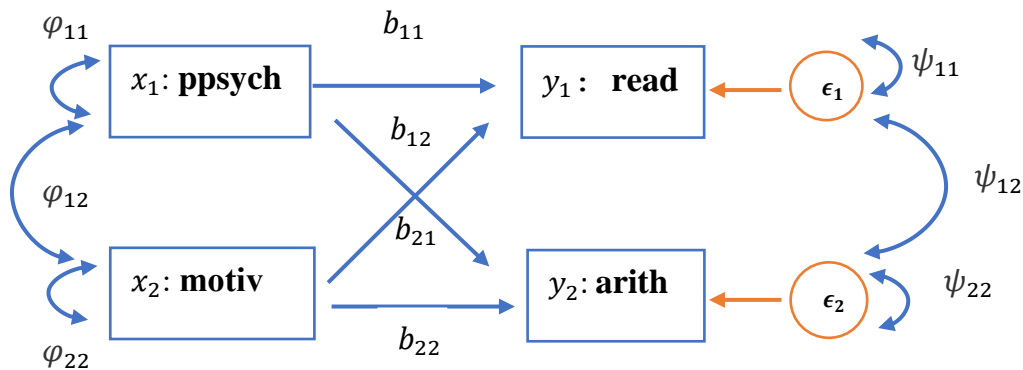 φ₁₁
b₁₁
x₁: ppsych
y₁ : read
ϵ₁
ψ₁₁
b₁₂
φ₁₂
ψ₁₂
b₂₁
x₂: motiv
y₂: arith
ϵ₂
ψ₂₂
b₂₂
φ₂₂